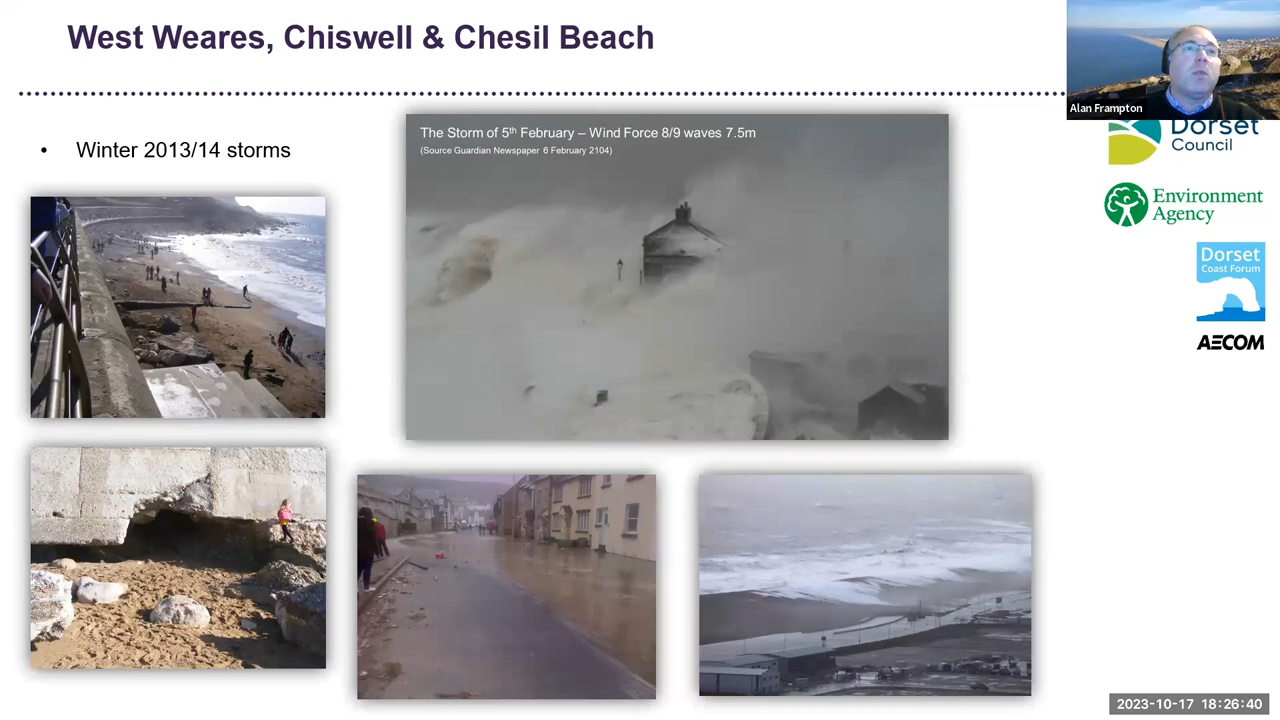 West Weares, Chiswell & Chesil Beach
• Winter 2013/14 storms
The Storm of 5th February – Wind Force 8/9 waves 7.5m
(Source Guardian Newspaper 6 February 2104)
Alan Frampton
Dorset
Council
Environment
Agency
Dorset
Coast Forum
AECOM
2023-10-17 18:26:40